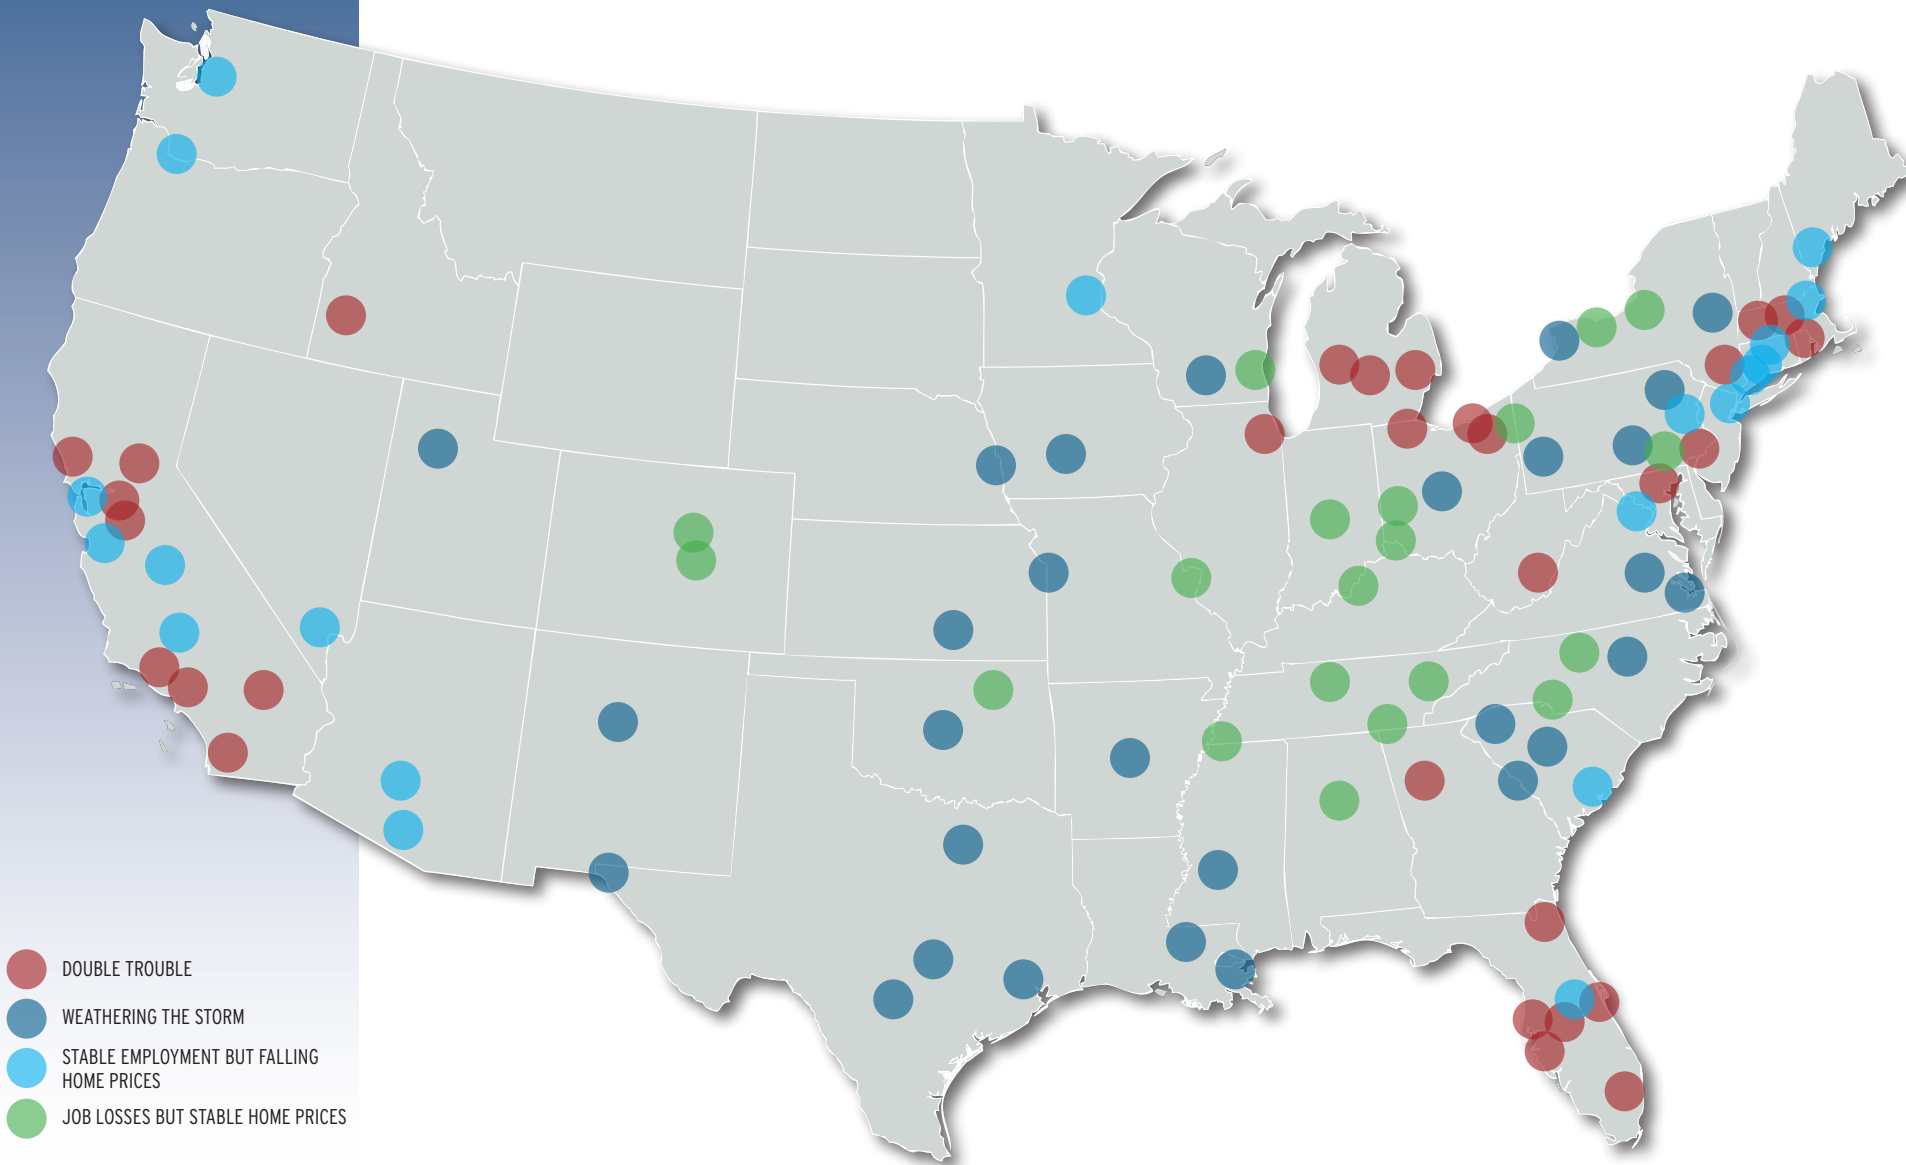 DOUBLE TROUBLE
WEATHERING THE STORM
STABLE EMPLOYMENT BUT FALLING
HOME PRICES
JOB LOSSES BUT STABLE HOME PRICES